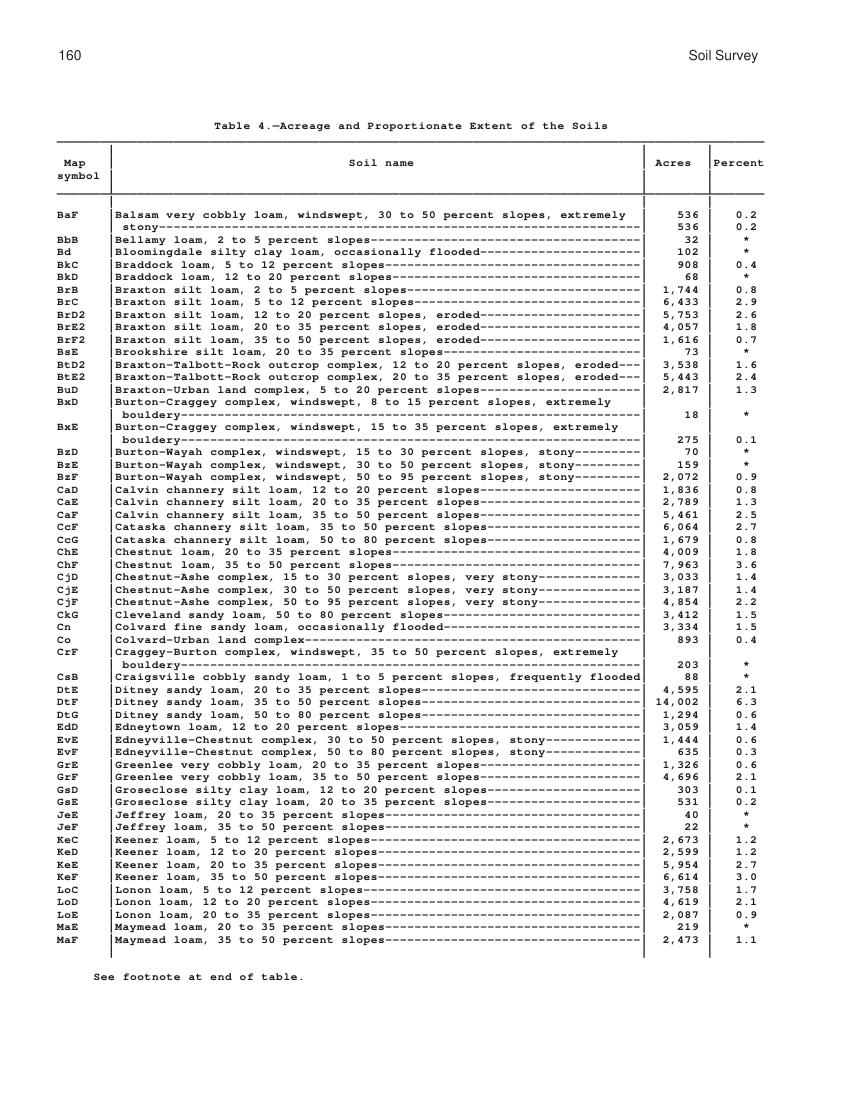 160 Soil Survey
Table 4.—Acreage and Proportionate Extent of the Soils
Map symbol | Soil name | Acres | Percent
BaF |Balsam very cobbly loam, windswept, 30 to 50 percent slopes, extremely | 536 | 0.2
stony--- | 536 | 0.2
BbB |Bellamy loam, 2 to 5 percent slopes--- | 32 | *
Bd |Bloomingdale silty clay loam, occasionally flooded--- | 102 | *
BkC |Braddock loam, 5 to 12 percent slopes--- | 908 | 0.4
BkD |Braddock loam, 12 to 20 percent slopes--- | 68 | *
BrB |Braxton silt loam, 2 to 5 percent slopes--- | 1,744 | 0.8
BrC |Braxton silt loam, 5 to 12 percent slopes--- | 6,433 | 2.9
BrD2 |Braxton silt loam, 12 to 20 percent slopes, eroded--- | 5,753 | 2.6
BrE2 |Braxton silt loam, 20 to 35 percent slopes, eroded--- | 4,057 | 1.8
BrF2 |Braxton silt loam, 35 to 50 percent slopes, eroded--- | 1,616 | 0.7
BsE |Brookshire silt loam, 20 to 35 percent slopes--- | 73 | *
BtD2 |Braxton-Talbott-Rock outcrop complex, 12 to 20 percent slopes, eroded--- | 3,538 | 1.6
BtE2 |Braxton-Talbott-Rock outcrop complex, 20 to 35 percent slopes, eroded--- | 5,443 | 2.4
BuD |Braxton-Urban land complex, 5 to 20 percent slopes--- | 2,817 | 1.3
BxD |Burton-Craggey complex, windswept, 8 to 15 percent slopes, extremely
bouldery--- | 18 | *
BxE |Burton-Craggey complex, windswept, 15 to 35 percent slopes, extremely
bouldery--- | 275 | 0.1
BzD |Burton-Wayah complex, windswept, 15 to 30 percent slopes, stony--- | 70 | *
BzE |Burton-Wayah complex, windswept, 30 to 50 percent slopes, stony--- | 159 | *
BzF |Burton-Wayah complex, windswept, 50 to 95 percent slopes, stony--- | 2,072 | 0.9
CaD |Calvin channery silt loam, 12 to 20 percent slopes--- | 1,836 | 0.8
CaE |Calvin channery silt loam, 20 to 35 percent slopes--- | 2,789 | 1.3
CaF |Calvin channery silt loam, 35 to 50 percent slopes--- | 5,461 | 2.5
CcF |Cataska channery silt loam, 35 to 50 percent slopes--- | 6,064 | 2.7
CcG |Cataska channery silt loam, 50 to 80 percent slopes--- | 1,679 | 0.8
ChE |Chestnut loam, 20 to 35 percent slopes--- | 4,009 | 1.8
ChF |Chestnut loam, 35 to 50 percent slopes--- | 7,963 | 3.6
CjD |Chestnut-Ashe complex, 15 to 30 percent slopes, very stony--- | 3,033 | 1.4
CjE |Chestnut-Ashe complex, 30 to 50 percent slopes, very stony--- | 3,187 | 1.4
CjF |Chestnut-Ashe complex, 50 to 95 percent slopes, very stony--- | 4,854 | 2.2
CkG |Cleveland sandy loam, 50 to 80 percent slopes--- | 3,412 | 1.5
Cn |Colvard fine sandy loam, occasionally flooded--- | 3,334 | 1.5
Co |Colvard-Urban land complex--- | 893 | 0.4
CrF |Craggey-Burton complex, windswept, 35 to 50 percent slopes, extremely
bouldery--- | 203 | *
CsB |Craigsville cobbly sandy loam, 1 to 5 percent slopes, frequently flooded| 88 | *
DtE |Ditney sandy loam, 20 to 35 percent slopes--- | 4,595 | 2.1
DtF |Ditney sandy loam, 35 to 50 percent slopes--- | 14,002 | 6.3
DtG |Ditney sandy loam, 50 to 80 percent slopes--- | 1,294 | 0.6
EdD |Edneytown loam, 12 to 20 percent slopes--- | 3,059 | 1.4
EvE |Edneyville-Chestnut complex, 30 to 50 percent slopes, stony--- | 1,444 | 0.6
EvF |Edneyville-Chestnut complex, 50 to 80 percent slopes, stony--- | 635 | 0.3
GrE |Greenlee very cobbly loam, 20 to 35 percent slopes--- | 1,326 | 0.6
GrF |Greenlee very cobbly loam, 35 to 50 percent slopes--- | 4,696 | 2.1
GsD |Groseclose silty clay loam, 12 to 20 percent slopes--- | 303 | 0.1
GsE |Groseclose silty clay loam, 20 to 35 percent slopes--- | 531 | 0.2
JeE |Jeffrey loam, 20 to 35 percent slopes--- | 40 | *
JeF |Jeffrey loam, 35 to 50 percent slopes--- | 22 | *
KeC |Keener loam, 5 to 12 percent slopes--- | 2,673 | 1.2
KeD |Keener loam, 12 to 20 percent slopes--- | 2,599 | 1.2
KeE |Keener loam, 20 to 35 percent slopes--- | 5,954 | 2.7
KeF |Keener loam, 35 to 50 percent slopes--- | 6,614 | 3.0
LoC |Lonon loam, 5 to 12 percent slopes--- | 3,758 | 1.7
LoD |Lonon loam, 12 to 20 percent slopes--- | 4,619 | 2.1
LoE |Lonon loam, 20 to 35 percent slopes--- | 2,087 | 0.9
MaE |Maymead loam, 20 to 35 percent slopes--- | 219 | *
MaF |Maymead loam, 35 to 50 percent slopes--- | 2,473 | 1.1
See footnote at end of table.